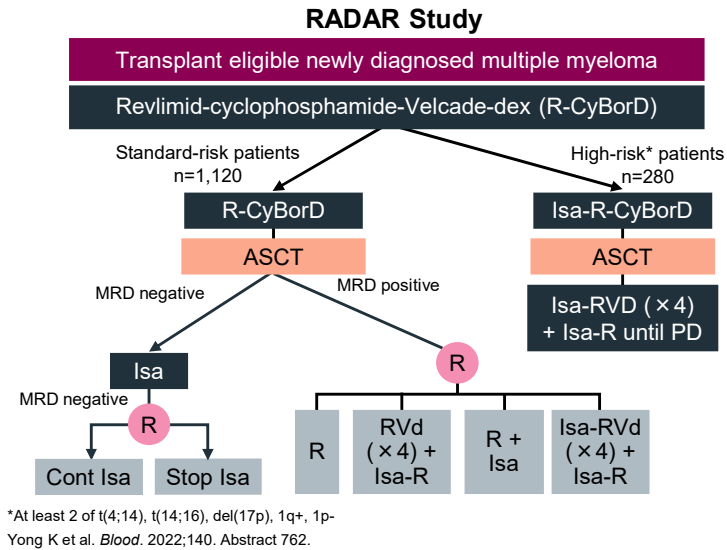 RADAR Study
Transplant eligible newly diagnosed multiple myeloma
Revlimid-cyclophosphamide-Velcade-dex (R-CyBorD)
Standard-risk patients
n=1,120
High-risk* patients
n=280
R-CyBorD
Isa-R-CyBorD
ASCT
ASCT
MRD negative
MRD positive
Isa-RVD (×4)
+ Isa-R until PD
Isa
R
MRD negative
R
R
RVd
(×4) +
Isa-R
R +
Isa
Isa-RVd
(×4) +
Isa-R
Cont Isa
Stop Isa
*At least 2 of t(4;14), t(14;16), del(17p), 1q+, 1p-
Yong K et al. Blood. 2022;140. Abstract 762.